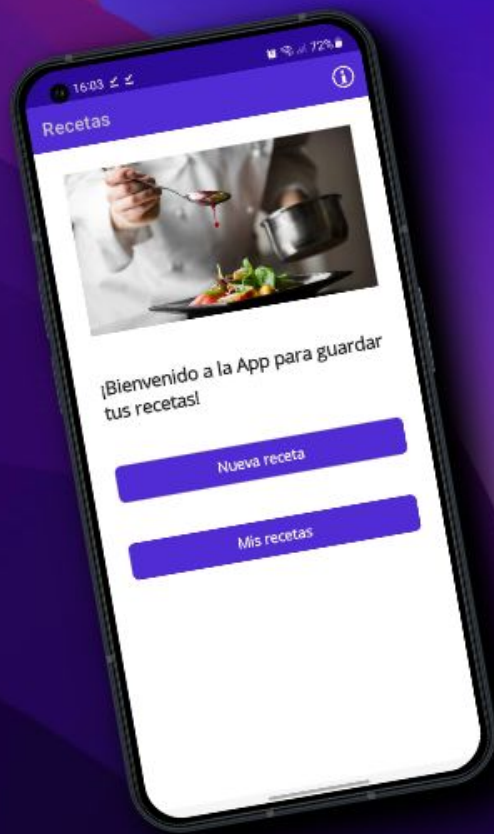 16:03
72%
Recetas
¡Bienvenido a la App para guardar
tus recetas!
Nueva receta
Mis recetas